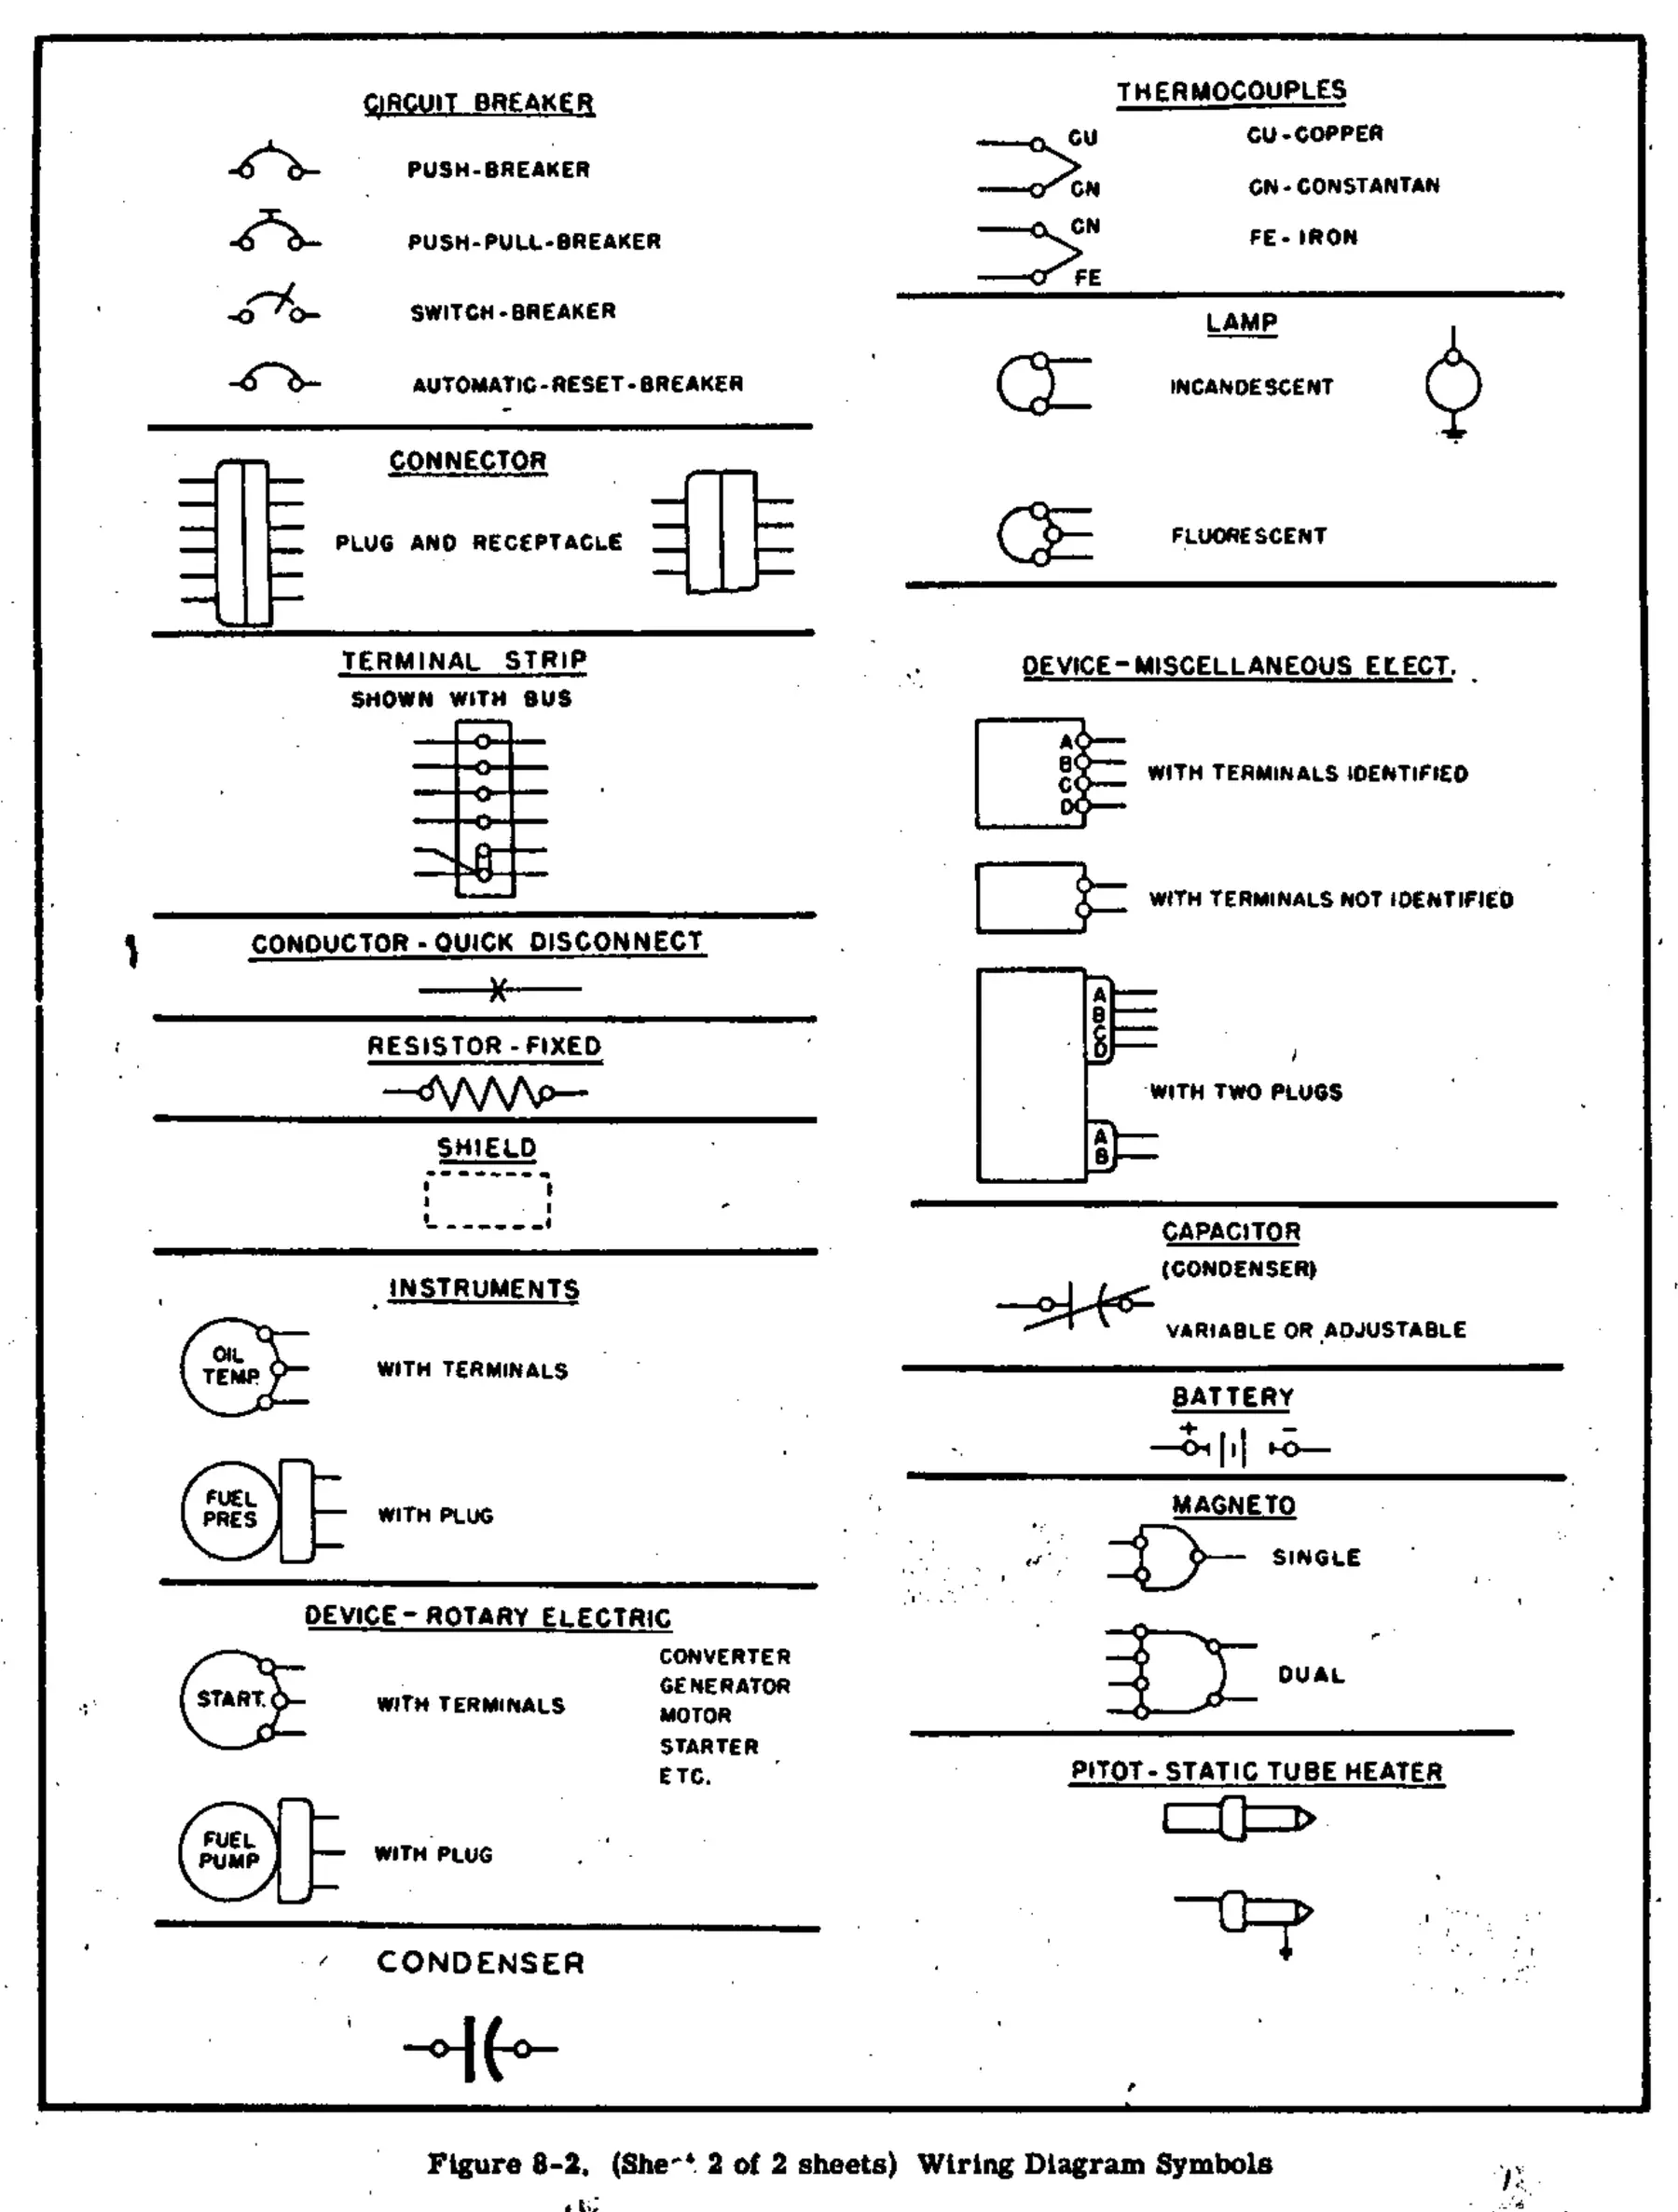 CIRCUIT BREAKER
PUSH-BREAKER
PUSH-PULL-BREAKER
SWITCH-BREAKER
AUTOMATIC-RESET-BREAKER
CONNECTOR
PLUG AND RECEPTACLE
TERMINAL STRIP
SHOWN WITH BUS
CONDUCTOR - QUICK DISCONNECT
RESISTOR - FIXED
SHIELD
INSTRUMENTS
OIL
TEMP.
WITH TERMINALS
FUEL
PRES
WITH PLUG
DEVICE - ROTARY ELECTRIC
START.
WITH TERMINALS
CONVERTER
GENERATOR
MOTOR
STARTER
ETC.
FUEL
PUMP
WITH PLUG
CONDENSER
THERMOCOUPLES
CU
CN
CN
FE
CU - COPPER
CN - CONSTANTAN
FE - IRON
LAMP
INCANDESCENT
FLUORESCENT
DEVICE - MISCELLANEOUS ELECT.
A
B
C
D
WITH TERMINALS IDENTIFIED
WITH TERMINALS NOT IDENTIFIED
A
B
C
D
WITH TWO PLUGS
A
B
CAPACITOR
(CONDENSER)
VARIABLE OR ADJUSTABLE
BATTERY
+ -
MAGNETO
SINGLE
DUAL
PITOT - STATIC TUBE HEATER
Figure 8-2. 2 of 2 sheets) Wiring Diagram Symbols